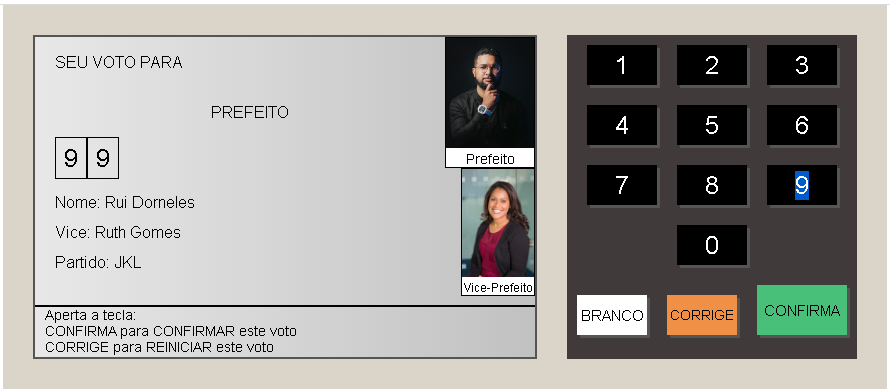 SEU VOTO PARA
PREFEITO
9 9
Nome: Rui Dorneles
Vice: Ruth Gomes
Partido: JKL
Prefeito
Vice-Prefeito
Aperta a tecla:
CONFIRMA para CONFIRMAR este voto
CORRIGE para REINICIAR este voto
1 2 3
4 5 6
7 8 9
0
BRANCO CORRIGE CONFIRMA